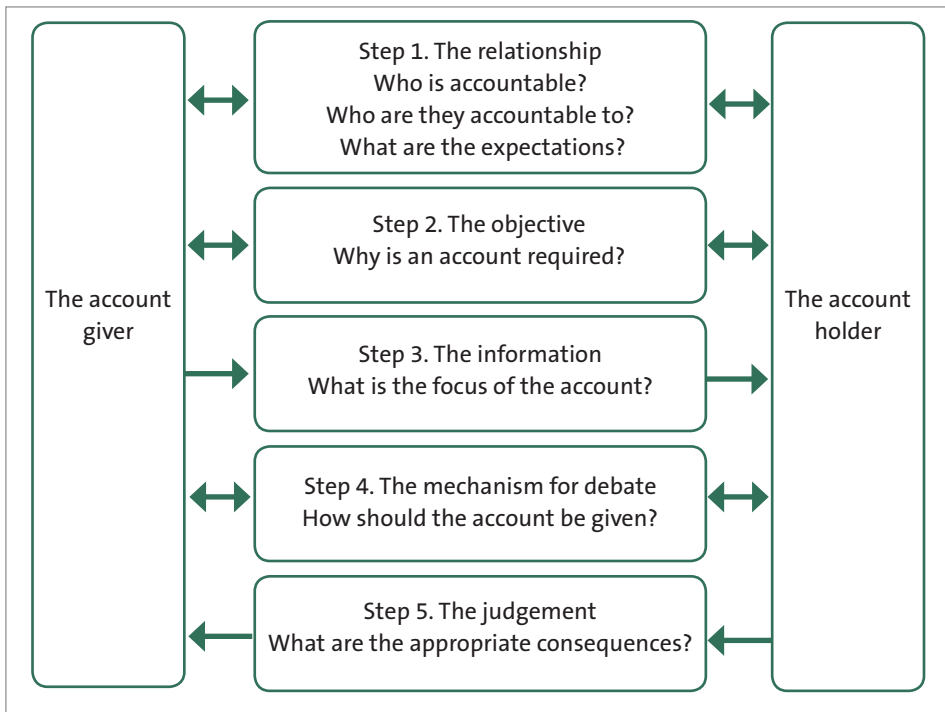 Step 1. The relationship
Who is accountable?
Who are they accountable to?
What are the expectations?
Step 2. The objective
Why is an account required?
The account
giver
The account
holder
Step 3. The information
What is the focus of the account?
Step 4. The mechanism for debate
How should the account be given?
Step 5. The judgement
What are the appropriate consequences?